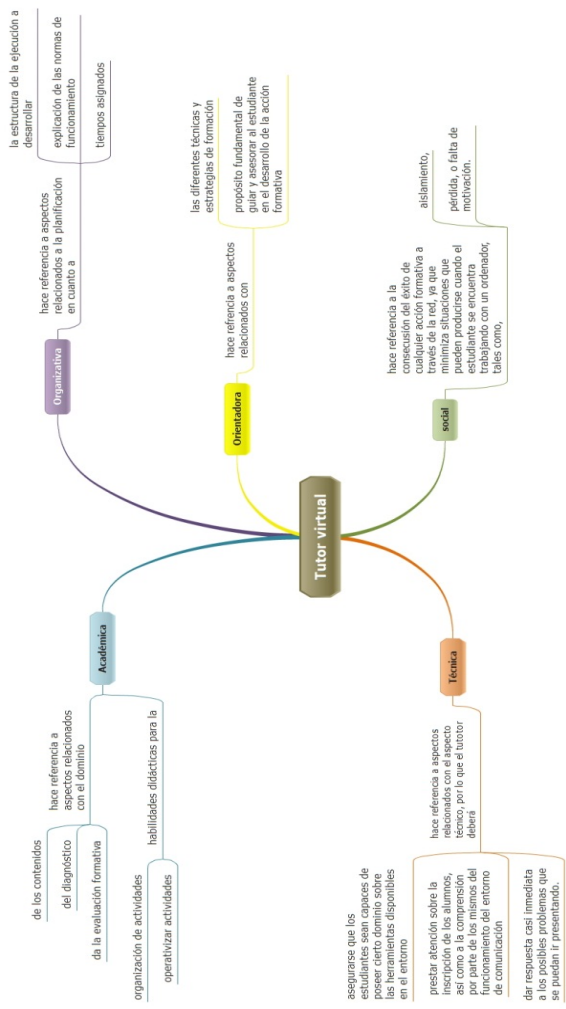 Tutor virtual
Organizativa
hace referencia a aspectos
relacionados a la planificación
en cuanto a
la estructura de la ejecución a
desarrollar
explicación de las normas de
funcionamiento
tiempos asignados
Orientadora
hace refrencia a aspectos
relacionados con
las diferentes técnicas y
estrategias de formación
propósito fundamental de
guiar y asesorar al estudiante
en el desarrollo de la acción
formativa
social
hace referencia a la
consecusión del éxito de
cualquier acción formativa a
través de la red, ya que
minimiza situaciones que
pueden producirse cuando el
estudiante se encuentra
trabajando con un ordenador,
tales como,
aislamiento,
pérdida, o falta de
motivación.
Académica
hace referencia a
aspectos relacionados
con el dominio
de los contenidos
del diagnóstico
da la evaluación formativa
habilidades didácticas para la
organización de actividades
operativizar actividades
Técnica
hace referencia a aspectos
relacionados con el aspecto
técnico, por lo que el tutotor
deberá
asegurarse que los
estudiantes sean capaces de
poseer cierto dominio sobre
las herramientas disponibles
en el entorno
prestar atención sobre la
inscripción de los alumnos,
así como a la comprensión
por parte de los mismos del
funcionamiento del entorno
de comunicación
dar respuesta casi inmediata
a los posibles problemas que
se puedan ir presentando.